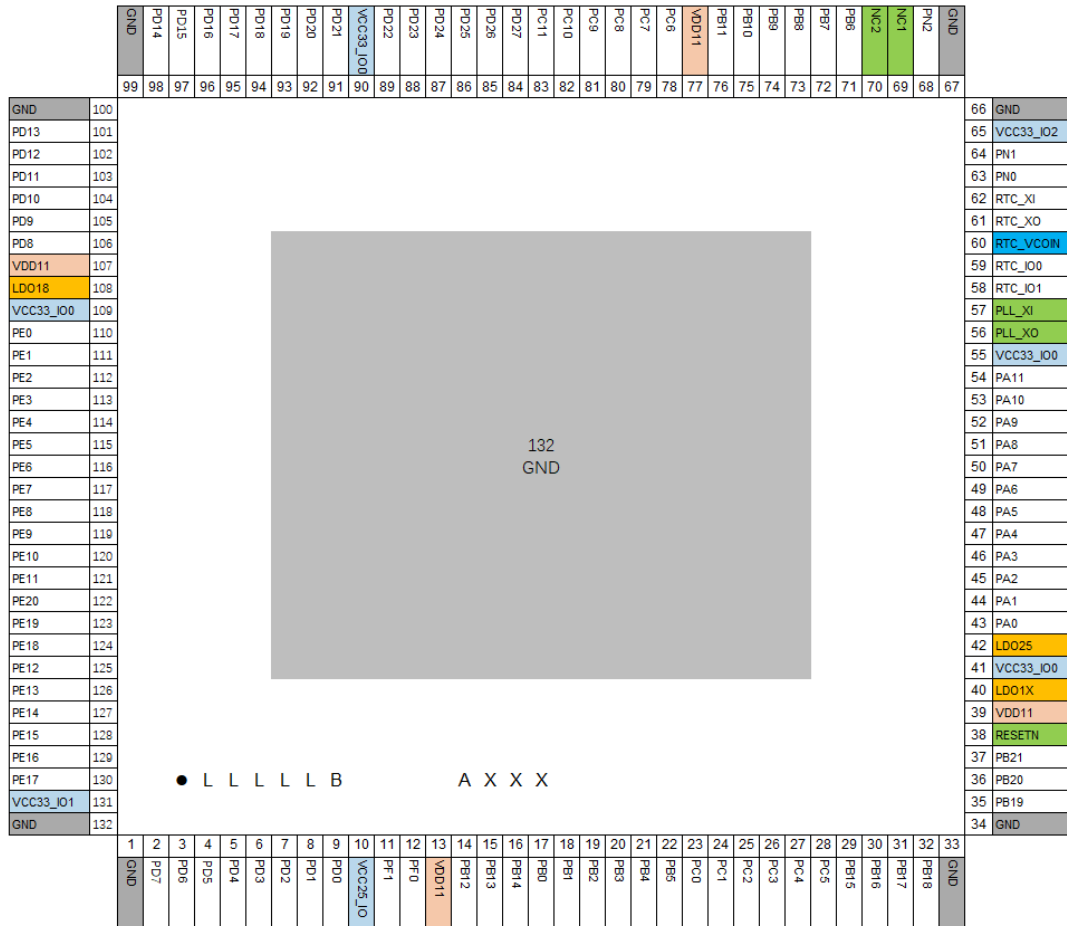 GND PD14 PD15 PD16 PD17 PD18 PD19 PD20 PD21 VCC33_IO0 PD22 PD23 PD24 PD25 PD26 PD27 PC11 PC10 PC9 PC8 PC7 PC6 VDD11 PB11 PB10 PB9 PB8 PB7 PB6 NC2 NC1 PN2 GND
99 98 97 96 95 94 93 92 91 90 89 88 87 86 85 84 83 82 81 80 79 78 77 76 75 74 73 72 71 70 69 68 67
GND 100
PD13 101
PD12 102
PD11 103
PD10 104
PD9 105
PD8 106
VDD11 107
LDO18 108
VCC33_IO0 109
PE0 110
PE1 111
PE2 112
PE3 113
PE4 114
PE5 115
PE6 116
PE7 117
PE8 118
PE9 119
PE10 120
PE11 121
PE20 122
PE19 123
PE18 124
PE12 125
PE13 126
PE14 127
PE15 128
PE16 129
PE17 130
VCC33_IO1 131
GND 132
132
GND
● L L L L L B A X X X
66 GND
65 VCC33_IO2
64 PN1
63 PN0
62 RTC_XI
61 RTC_XO
60 RTC_VCOIN
59 RTC_IO0
58 RTC_IO1
57 PLL_XI
56 PLL_XO
55 VCC33_IO0
54 PA11
53 PA10
52 PA9
51 PA8
50 PA7
49 PA6
48 PA5
47 PA4
46 PA3
45 PA2
44 PA1
43 PA0
42 LDO25
41 VCC33_IO0
40 LDO1X
39 VDD11
38 RESETN
37 PB21
36 PB20
35 PB19
34 GND
1 2 3 4 5 6 7 8 9 10 11 12 13 14 15 16 17 18 19 20 21 22 23 24 25 26 27 28 29 30 31 32 33
GND PD7 PD6 PD5 PD4 PD3 PD2 PD1 PD0 VCC25_IO PF1 PF0 VDD11 PB12 PB13 PB14 PB0 PB1 PB2 PB3 PB4 PB5 PC0 PC1 PC2 PC3 PC4 PC5 PB15 PB16 PB17 PB18 GND